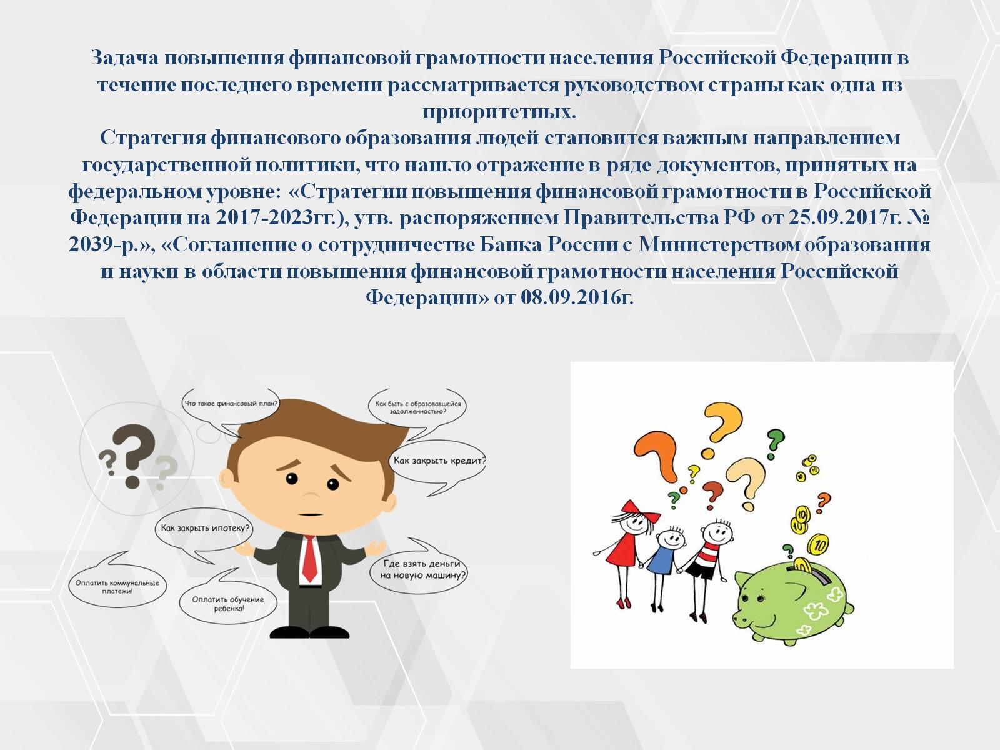 Задача повышения финансовой грамотности населения Российской Федерации в
течение последнего времени рассматривается руководством страны как одна из
приоритетных.
Стратегия финансового образования людей становится важным направлением
государственной политики, что нашло отражение в ряде документов, принятых на
федеральном уровне: «Стратегии повышения финансовой грамотности в Российской
Федерации на 2017-2023гг.), утв. распоряжением Правительства РФ от 25.09.2017г. №
2039-р.», «Соглашение о сотрудничестве Банка России с Министерством образования
и науки в области повышения финансовой грамотности населения Российской
Федерации» от 08.09.2016г.
Что такое финансовый план?
Как быть с образовавшейся
задолженностью?
Как закрыть кредит?
Как закрыть ипотеку?
Где взять деньги
на новую машину?
Оплатить коммунальные
платежи!
Оплатить обучение
ребенка!
10
10
10
10